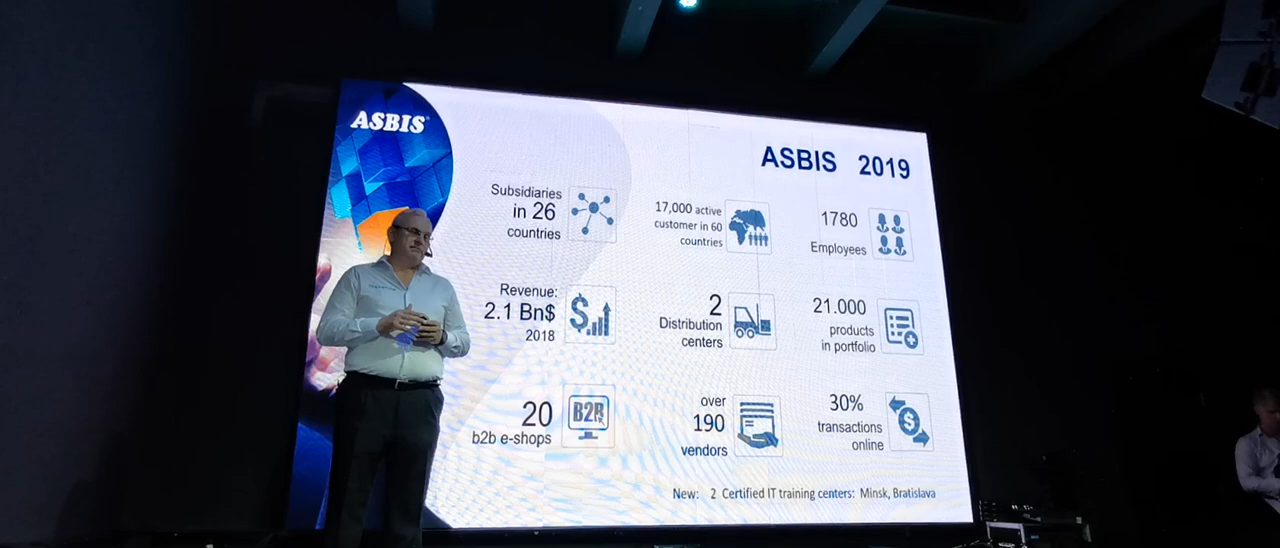 ASBIS
ASBIS 2019
Subsidiaries
in 26
countries
17,000 active
customer in 60
countries
1780
Employees
Revenue:
2.1 Bn$
2018
2
Distribution
centers
21.000
products
in portfolio
20
b2b e-shops
B2B
over
190
vendors
30%
transactions
online
New: 2 Certified IT training centers: Minsk, Bratislava